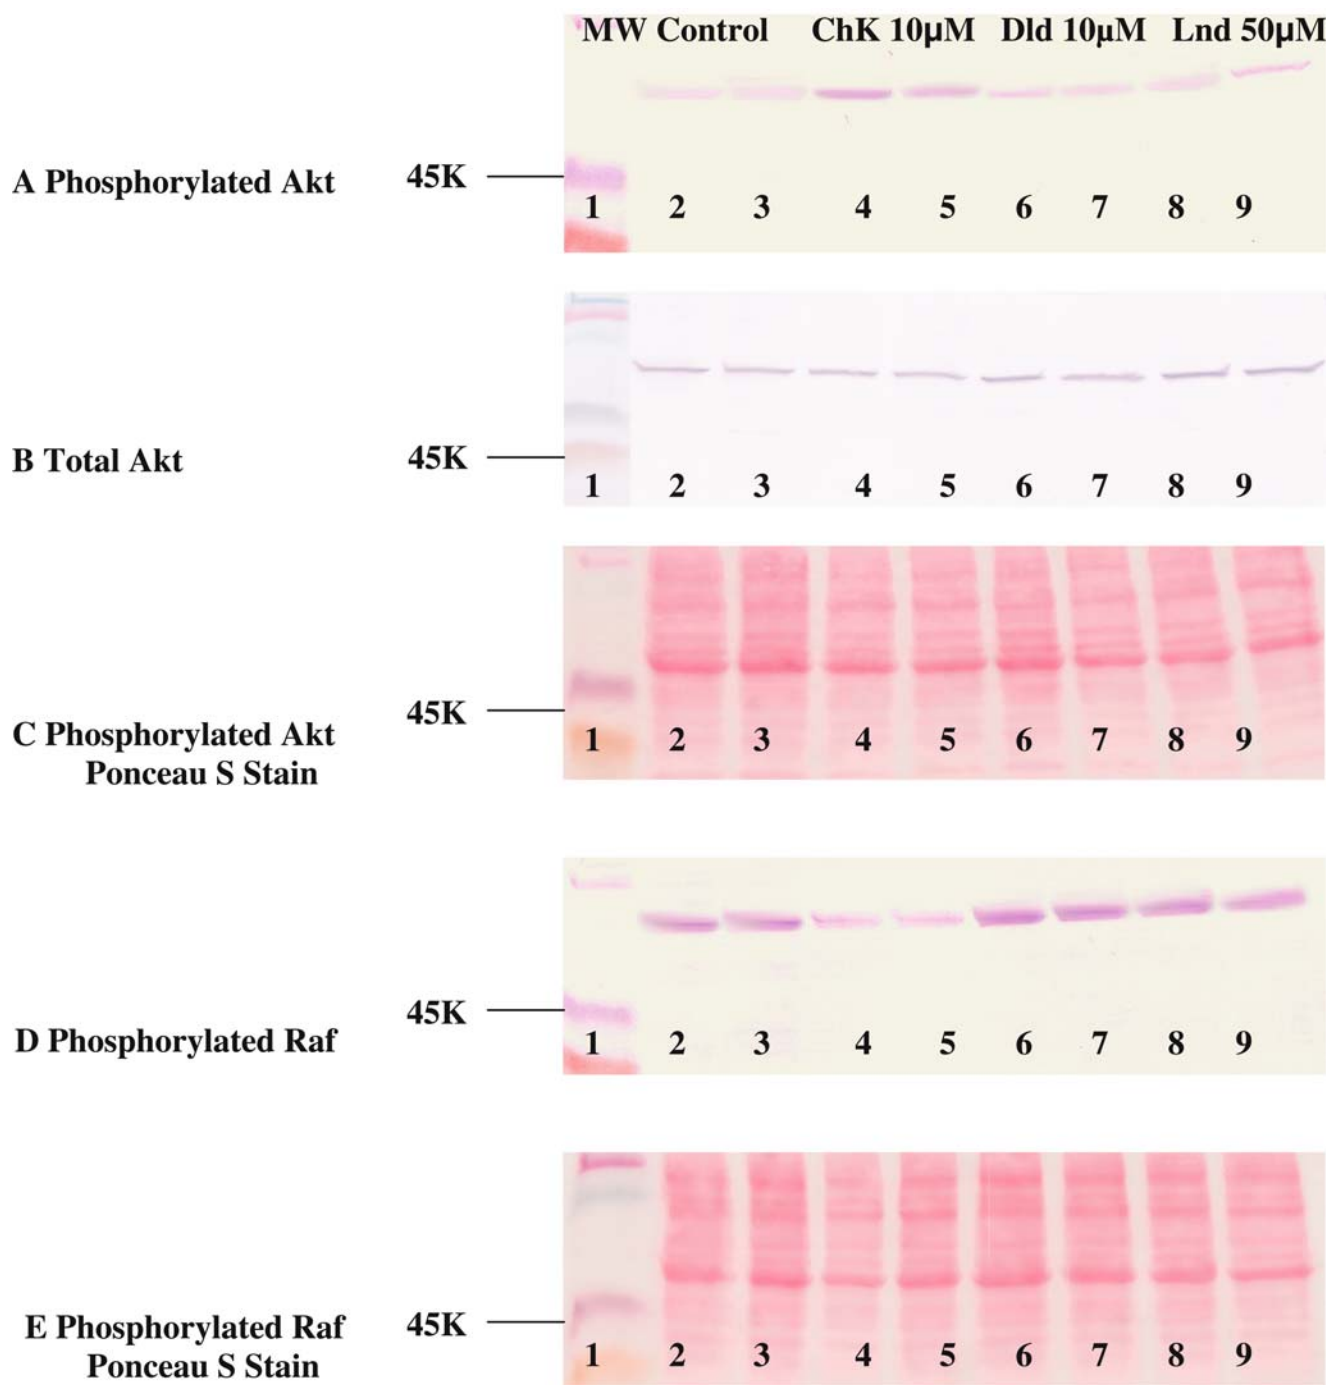 MW Control ChK 10µM Dld 10µM Lnd 50µM
A Phosphorylated Akt 45K
1 2 3 4 5 6 7 8 9
B Total Akt 45K
1 2 3 4 5 6 7 8 9
45K
C Phosphorylated Akt 1 2 3 4 5 6 7 8 9
Ponceau S Stain
45K
D Phosphorylated Raf 1 2 3 4 5 6 7 8 9
E Phosphorylated Raf 45K
Ponceau S Stain 1 2 3 4 5 6 7 8 9